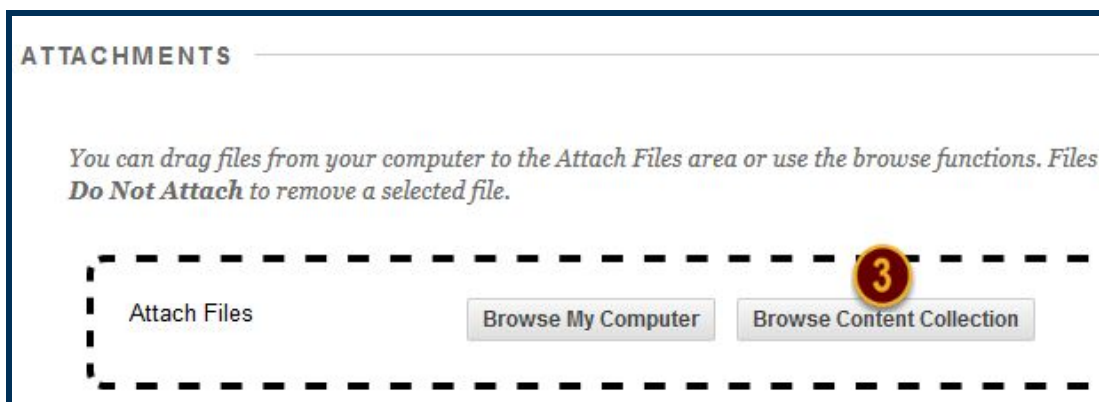 ATTACHMENTS
You can drag files from your computer to the Attach Files area or use the browse functions. Files
Do Not Attach to remove a selected file.
3
Attach Files
Browse My Computer
Browse Content Collection